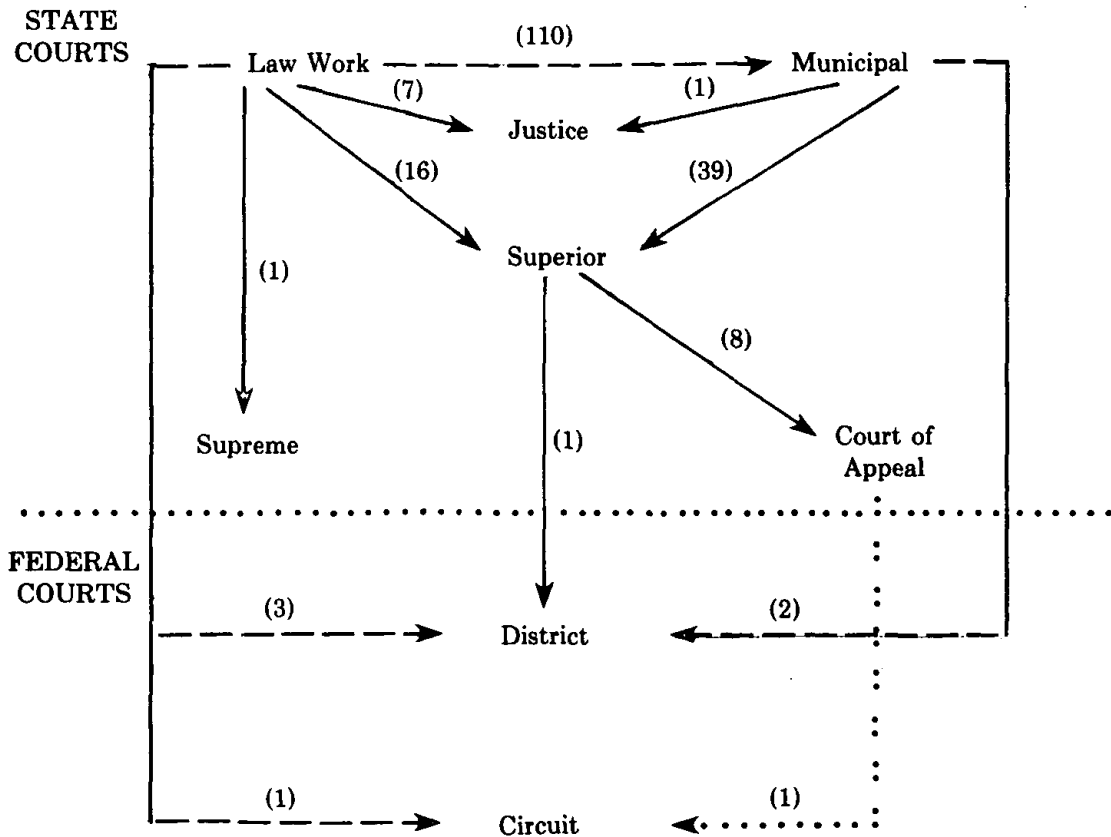 STATE
COURTS
(110)
Law Work
Municipal
(7)
(1)
Justice
(16)
(39)
Superior
(1)
(8)
Supreme
(1)
Court of
Appeal
FEDERAL
COURTS
(3)
(2)
District
(1)
(1)
Circuit